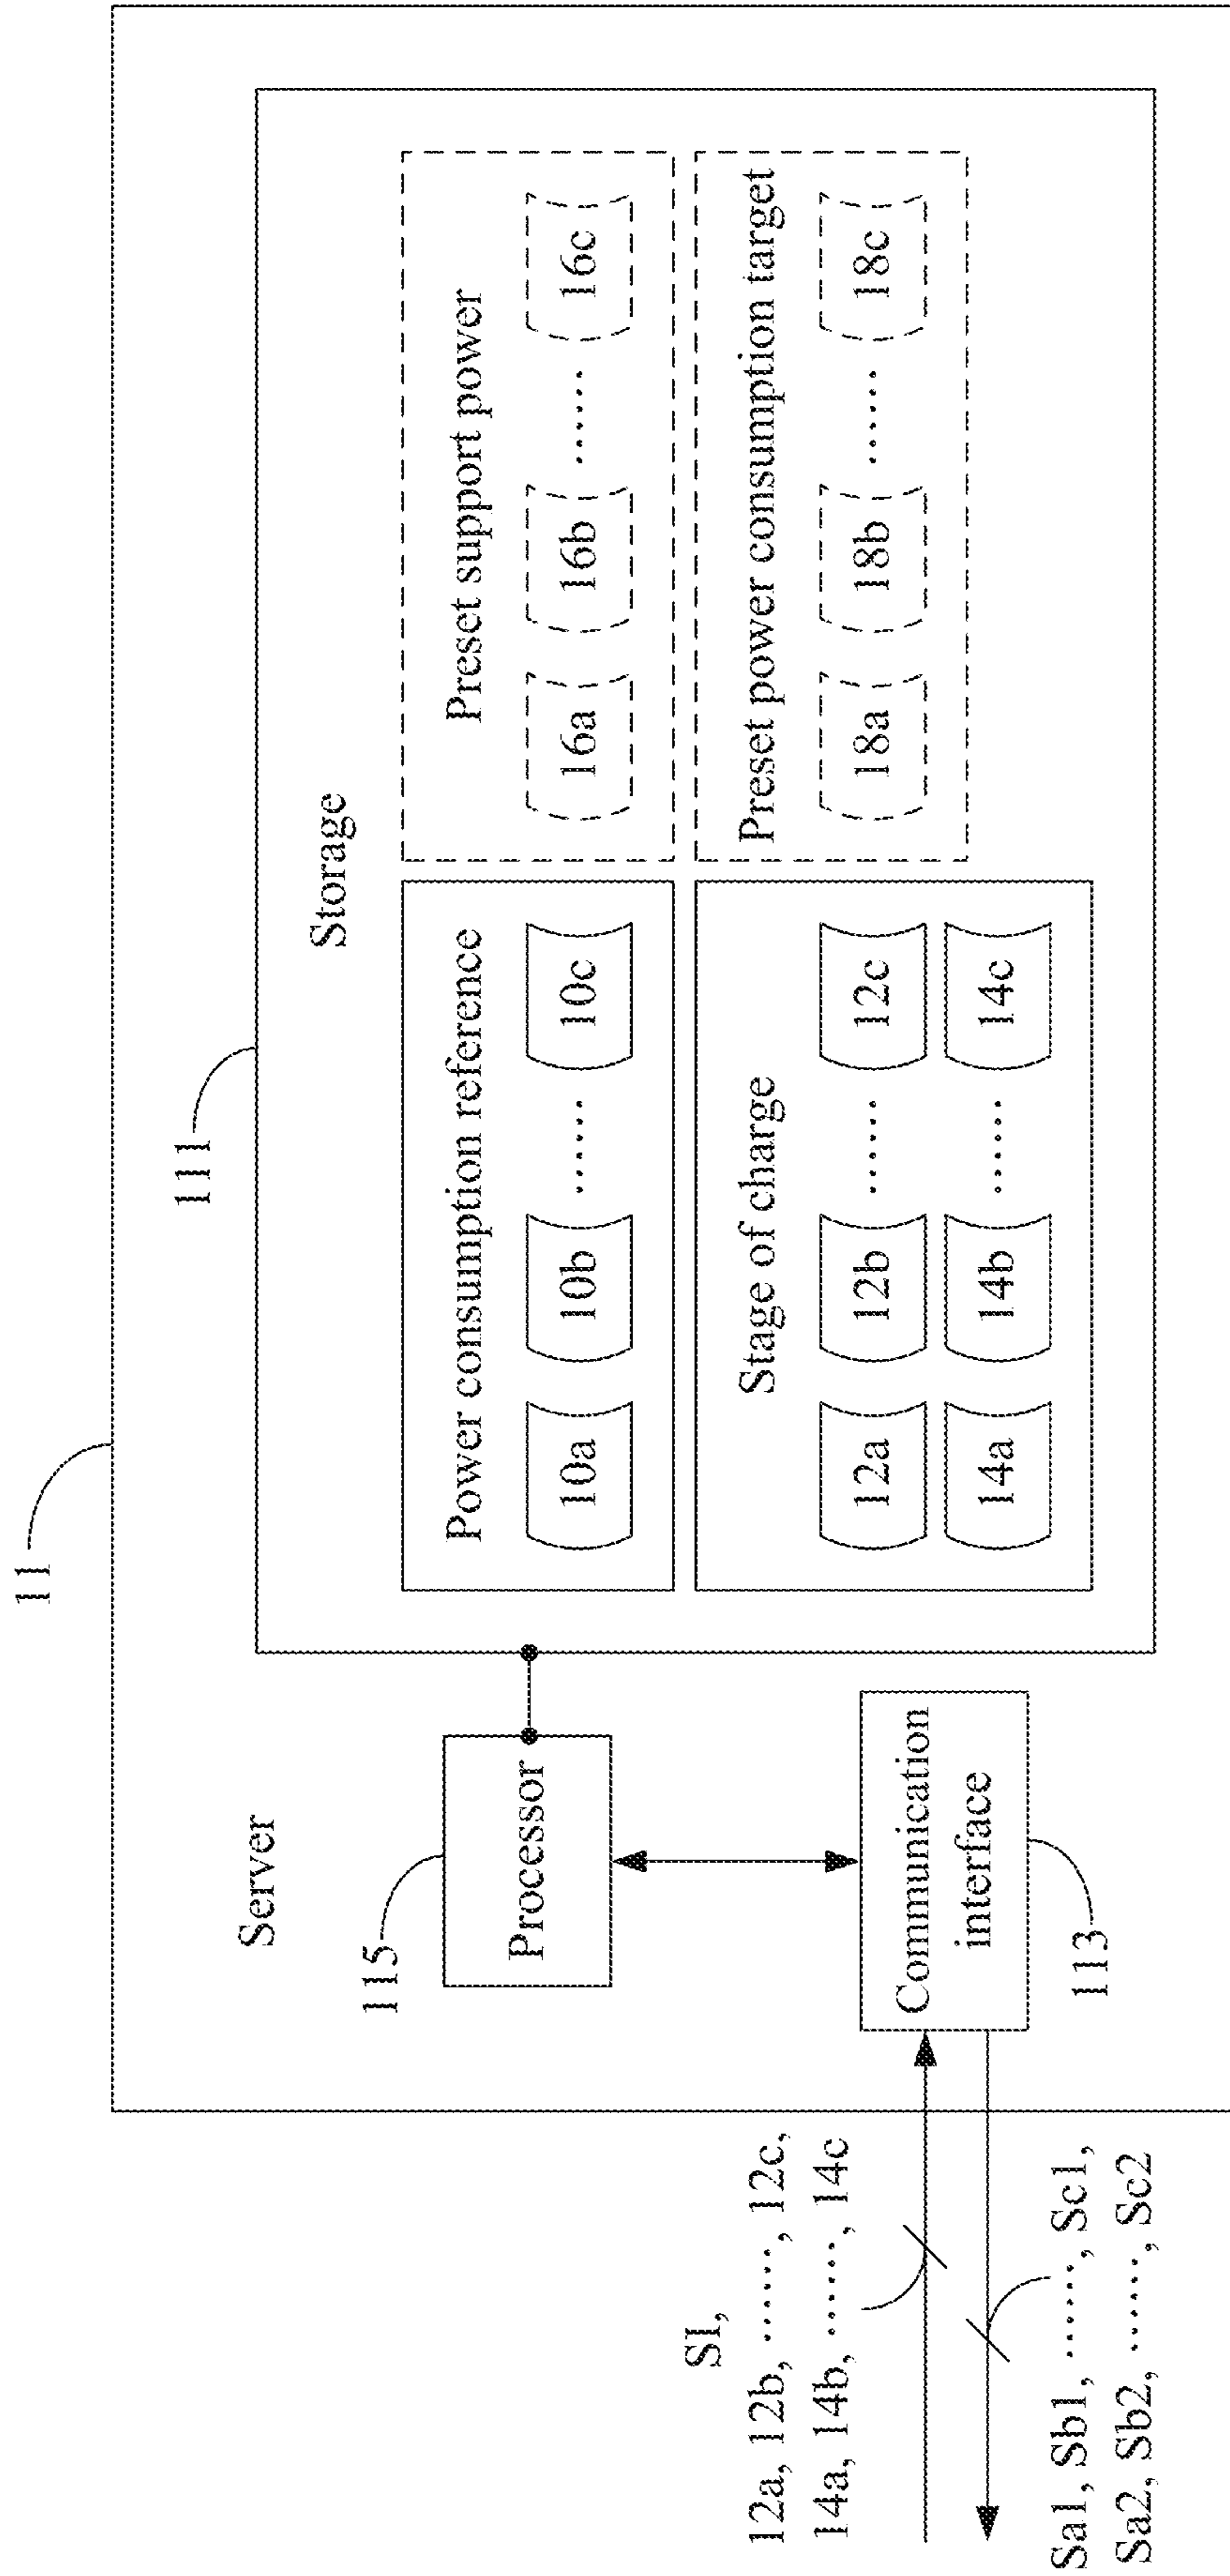 11
111
Server
Storage
115
Processor
Communication
interface
113
Power consumption reference
10a 10b ...... 10c
Preset support power
16a 16b ...... 16c
Stage of charge
12a 12b ...... 12c
14a 14b ...... 14c
Preset power consumption target
18a 18b ...... 18c
S1,
12a, 12b, ......, 12c,
14a, 14b, ......, 14c
Sa1, Sb1, ......, Sc1,
Sa2, Sb2, ......, Sc2